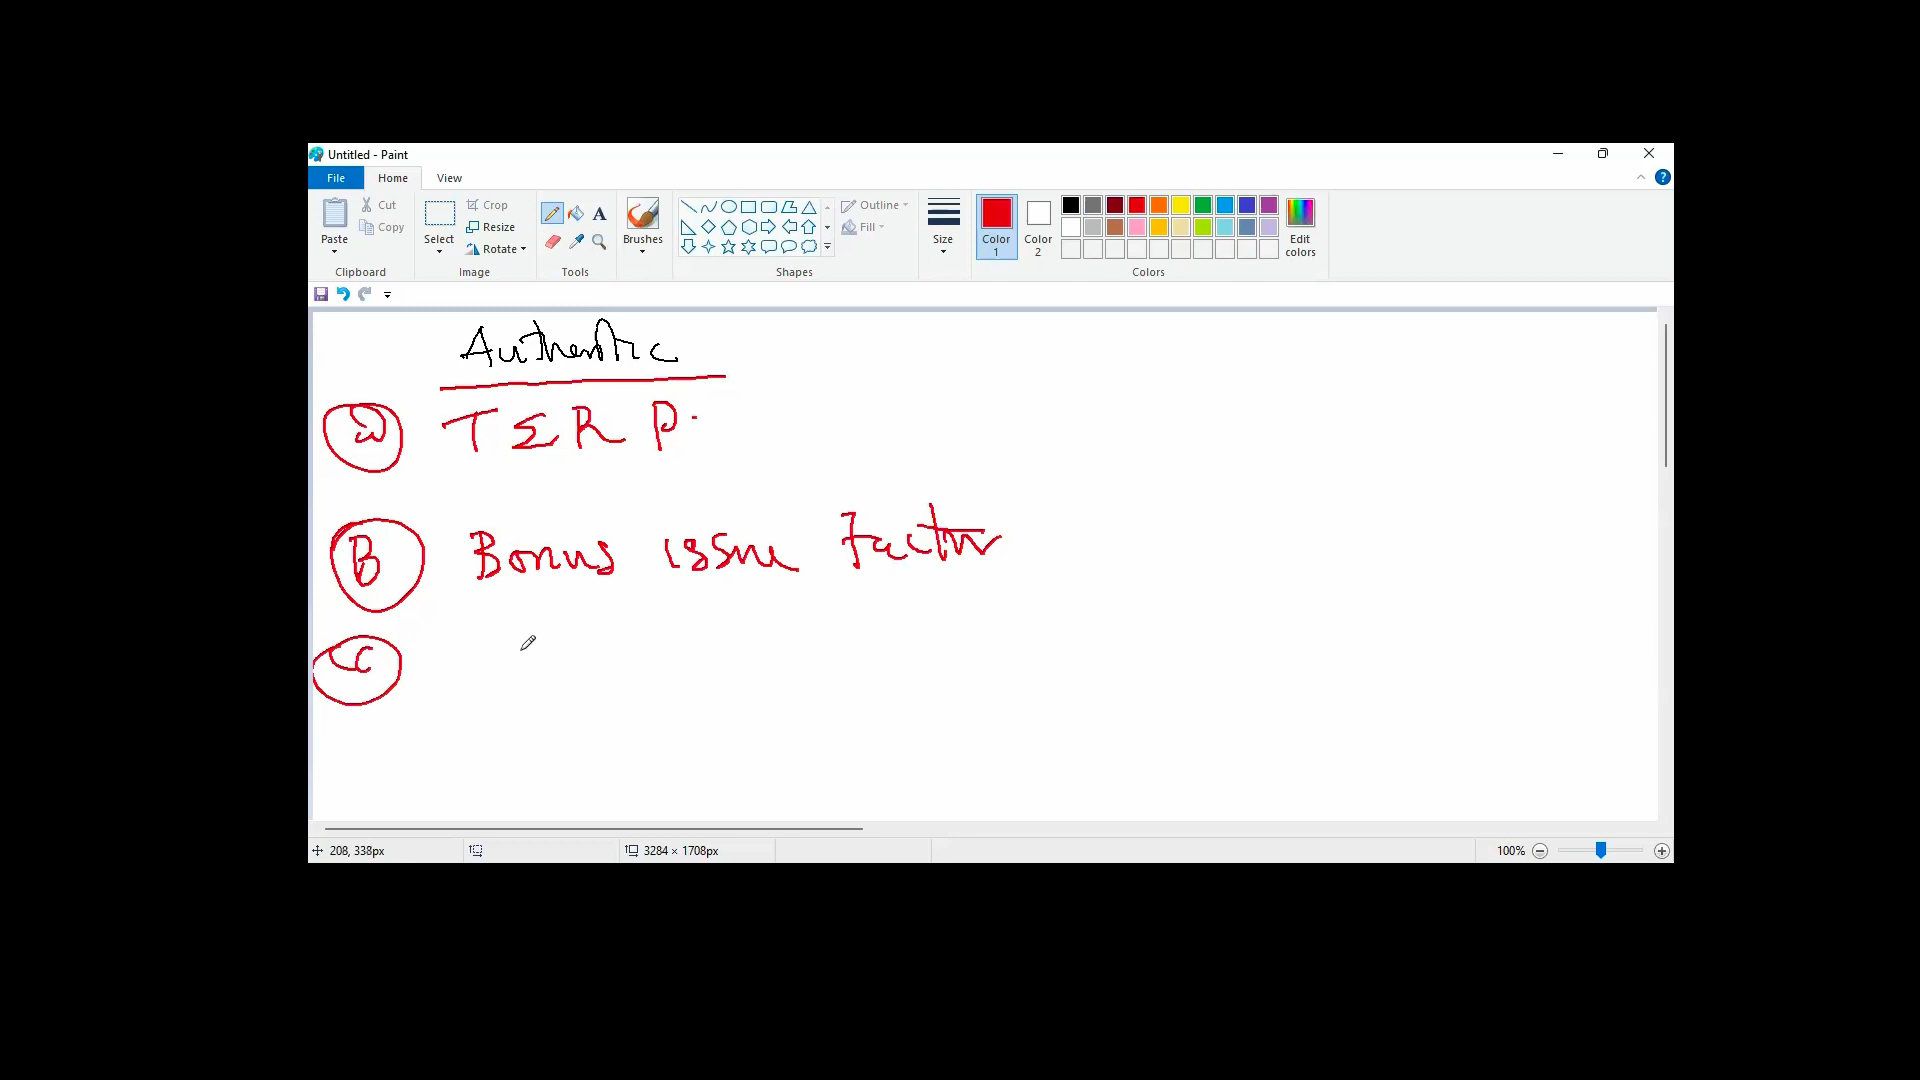 Untitled - Paint
File Home View
Paste Cut Copy Clipboard
Select Crop Resize Rotate Image
Tools
Brushes
Outline Fill Shapes
Size
Color 1 Color 2 Edit colors Colors
Authentic
TERP.
B Bonus issue Factor
C
208, 338px 3284 × 1708px 100%